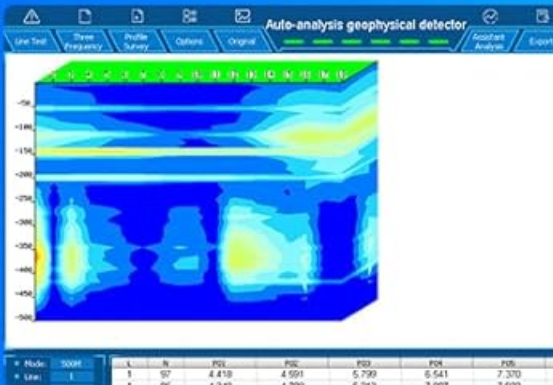 Auto-analysis geophysical detector
Line Test
Three Frequency
Profile Survey
Options
Original
Assistant Analysis
Export
-50
-100
-150
-200
-250
-300
-350
-400
-450
-500
Mode: 500M
Line: 1
L N P01 P02 P03 P04 P05
1 97 4.418 4.591 5.799 6.541 7.370